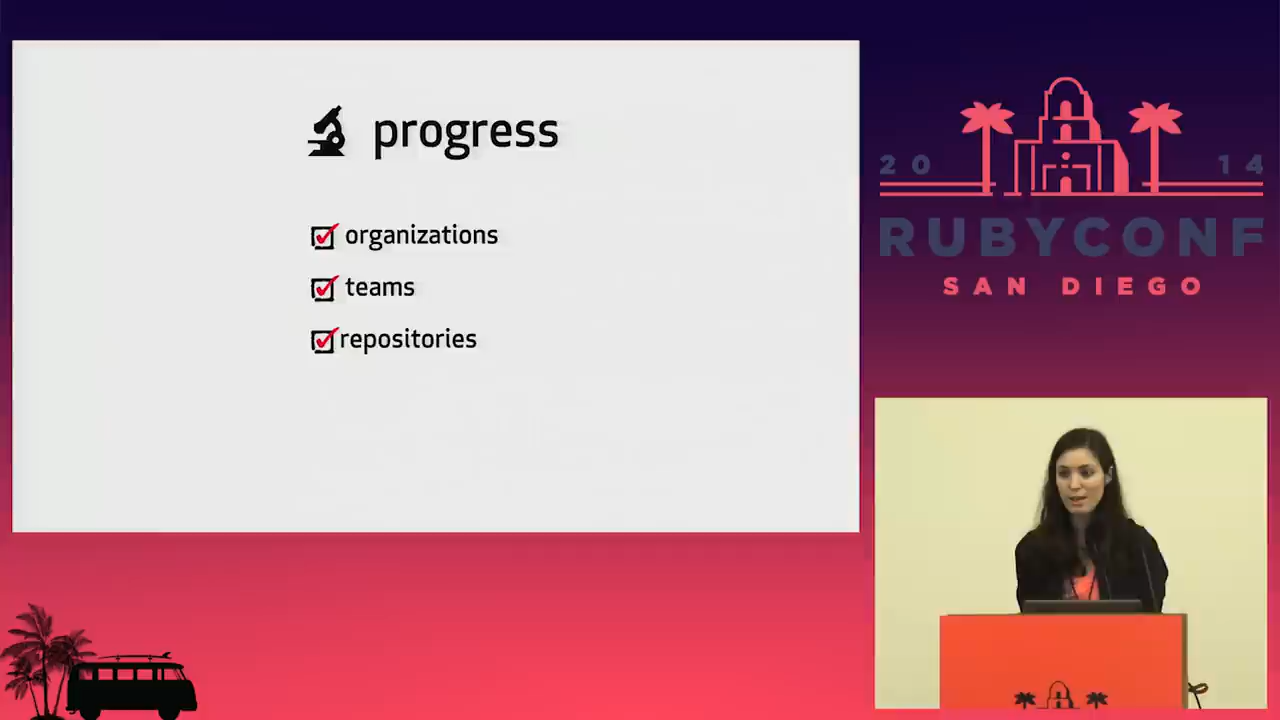 progress
organizations
teams
repositories
20 14
RUBYCONF
SAN DIEGO